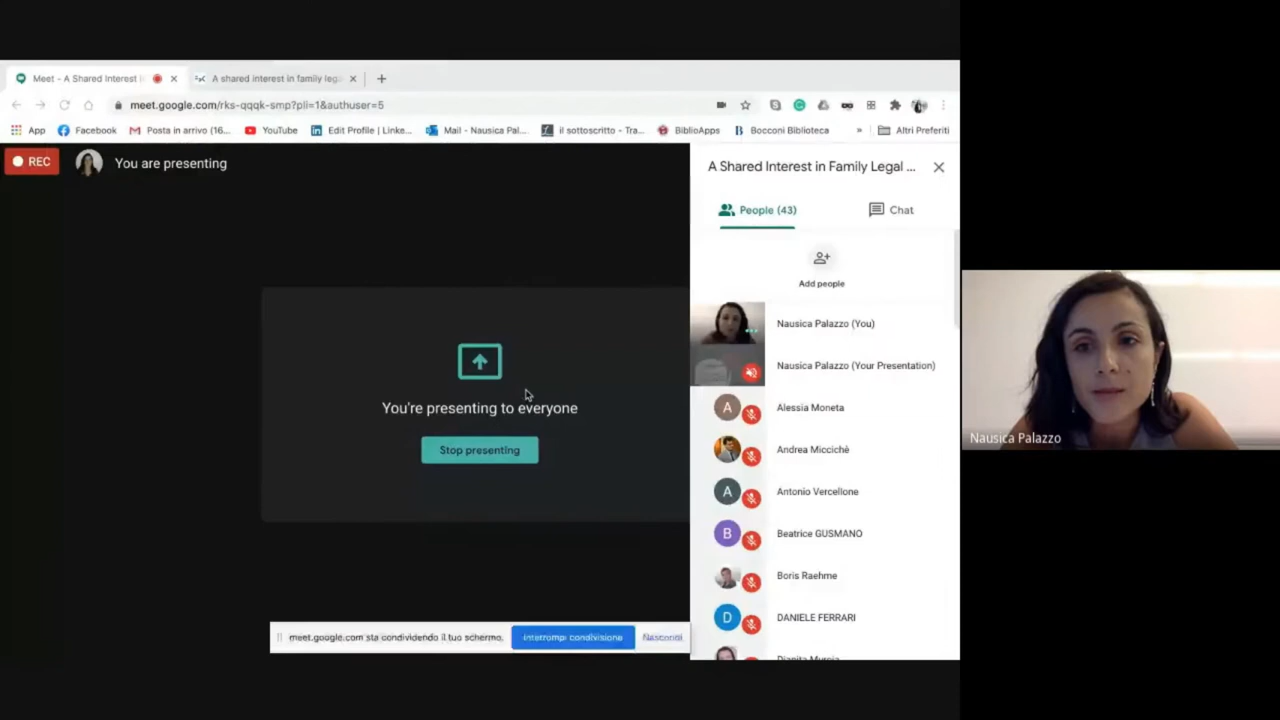 Meet - A Shared Interest i
A shared interest in family leg
meet.google.com/rks-qqqk-smp?pli=1&authuser=5
App
Facebook
Posta in arrivo (16...
YouTube
Edit Profile | Linke...
Mail - Nausica Pal...
il sottoscritto - Tra...
BiblioApps
Bocconi Biblioteca
»
Altri Preferiti
REC
You are presenting
A Shared Interest in Family Legal ...
People (43)
Chat
Add people
Nausica Palazzo (You)
Nausica Palazzo (Your Presentation)
A
Alessia Moneta
Andrea Miccichè
A
Antonio Vercellone
B
Beatrice GUSMANO
Boris Raehme
D
DANIELE FERRARI
You're presenting to everyone
Stop presenting
meet.google.com sta condividendo il tuo schermo.
Interrompi condivisione
Nascondi
Nausica Palazzo